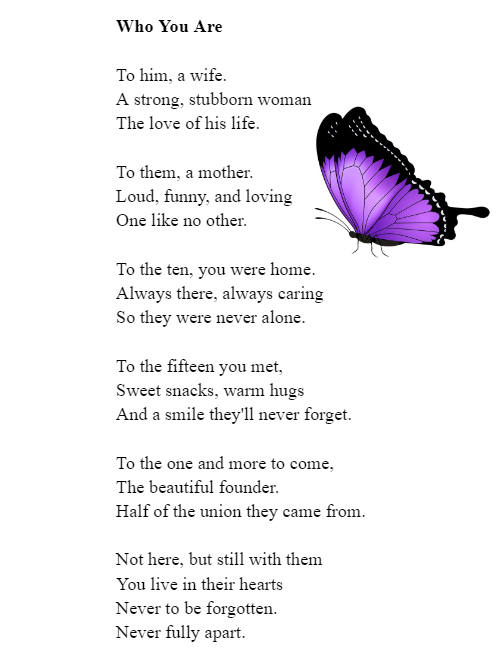 Who You Are
To him, a wife.
A strong, stubborn woman
The love of his life.
To them, a mother.
Loud, funny, and loving
One like no other.
To the ten, you were home.
Always there, always caring
So they were never alone.
To the fifteen you met,
Sweet snacks, warm hugs
And a smile they'll never forget.
To the one and more to come,
The beautiful founder.
Half of the union they came from.
Not here, but still with them
You live in their hearts
Never to be forgotten.
Never fully apart.